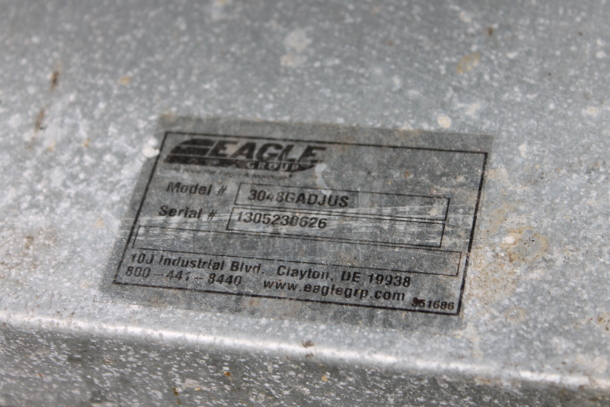 EAGLE
GROUP
Model # 3048GADJUS
Serial # 1305230626
100 Industrial Blvd. Clayton, DE 19938
800-441-8440 www.eaglegrp.com
351686